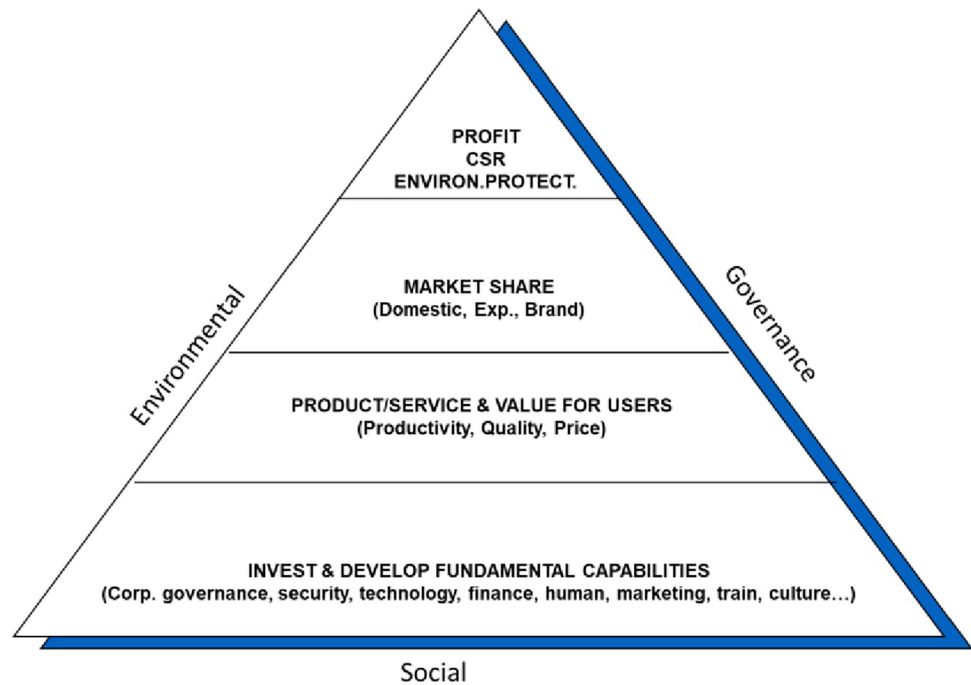 PROFIT
CSR
ENVIRON.PROTECT.
MARKET SHARE
(Domestic, Exp., Brand)
PRODUCT/SERVICE & VALUE FOR USERS
(Productivity, Quality, Price)
INVEST & DEVELOP FUNDAMENTAL CAPABILITIES
(Corp. governance, security, technology, finance, human, marketing, train, culture...)
Environmental
Governance
Social